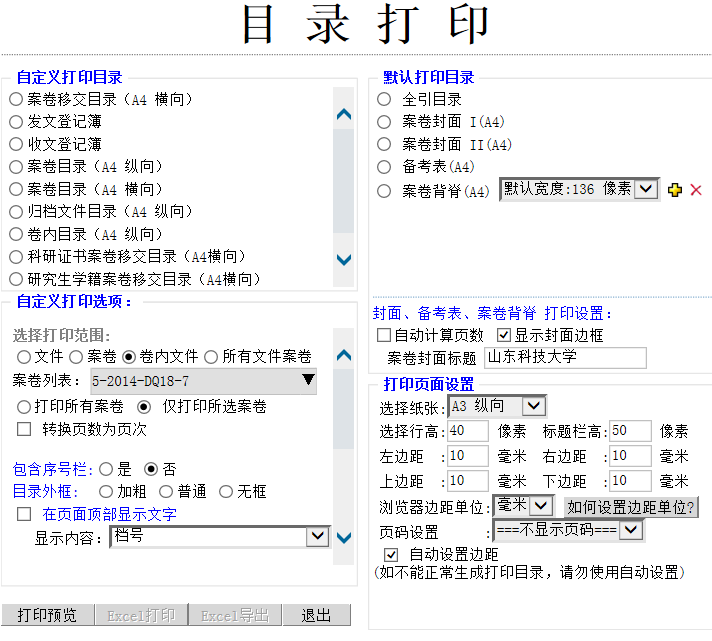 目录打印
自定义打印目录
案卷移交目录（A4 横向）
发文登记簿
收文登记簿
案卷目录（A4 纵向）
案卷目录（A4 横向）
归档文件目录（A4 纵向）
卷内目录（A4 纵向）
科研证书案卷移交目录（A4横向）
研究生学籍案卷移交目录（A4横向）
自定义打印选项：
选择打印范围:
文件 案卷 卷内文件 所有文件案卷
案卷列表: 5-2014-DQ18-7
打印所有案卷 仅打印所选案卷
转换页数为页次
包含序号栏: 是 否
目录外框: 加粗 普通 无框
在页面顶部显示文字
显示内容: 档号
打印预览 Excel打印 Excel导出 退出
默认打印目录
全引目录
案卷封面 I(A4)
案卷封面 II(A4)
备考表(A4)
案卷背脊(A4) 默认宽度:136 像素
封面、备考表、案卷背脊 打印设置:
自动计算页数 显示封面边框
案卷封面标题 山东科技大学
打印页面设置
选择纸张: A3 纵向
选择行高: 40 像素 标题栏高: 50 像素
左边距 : 10 毫米 右边距 : 10 毫米
上边距 : 10 毫米 下边距 : 10 毫米
浏览器边距单位: 毫米 如何设置边距单位?
页码设置 : ===不显示页码===
自动设置边距
(如不能正常生成打印目录，请勿使用自动设置)